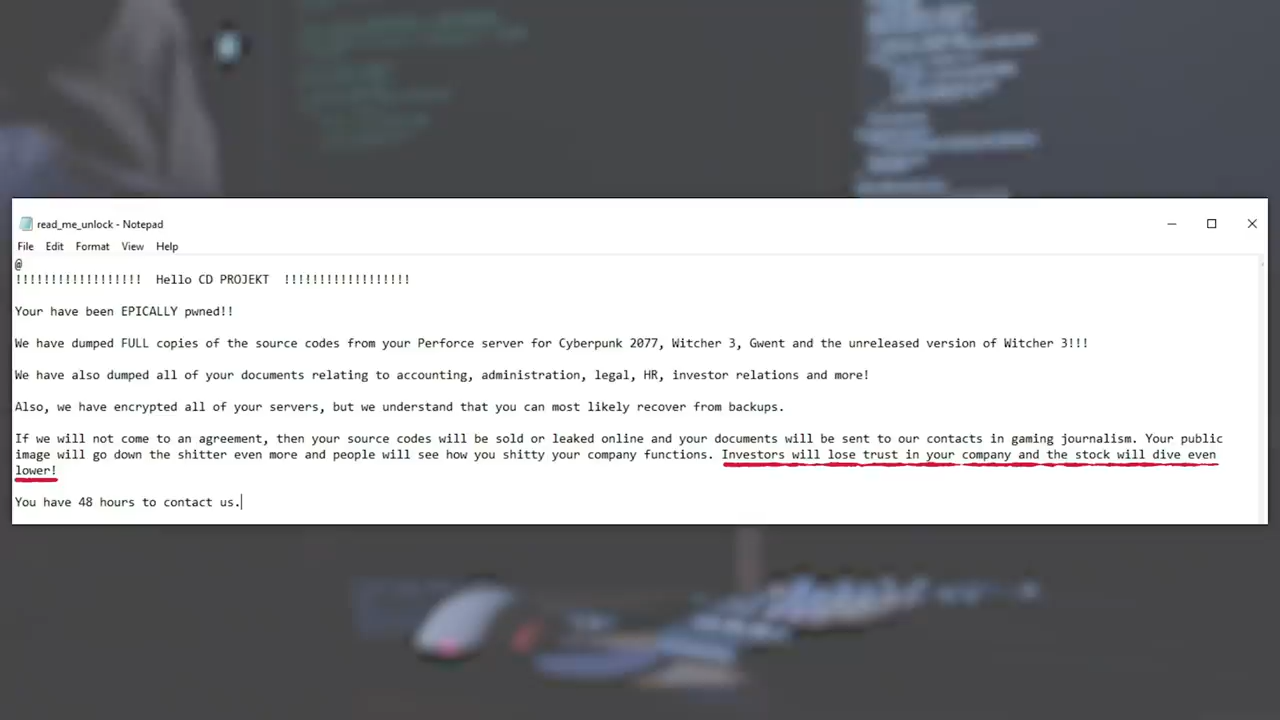 read_me_unlock - Notepad
File Edit Format View Help
@
!!!!!!!!!!!!!!!!!! Hello CD PROJEKT !!!!!!!!!!!!!!!!!!
Your have been EPICALLY pwned!!
We have dumped FULL copies of the source codes from your Perforce server for Cyberpunk 2077, Witcher 3, Gwent and the unreleased version of Witcher 3!!!
We have also dumped all of your documents relating to accounting, administration, legal, HR, investor relations and more!
Also, we have encrypted all of your servers, but we understand that you can most likely recover from backups.
If we will not come to an agreement, then your source codes will be sold or leaked online and your documents will be sent to our contacts in gaming journalism. Your public
image will go down the shitter even more and people will see how you shitty your company functions. Investors will lose trust in your company and the stock will dive even
lower!
You have 48 hours to contact us.